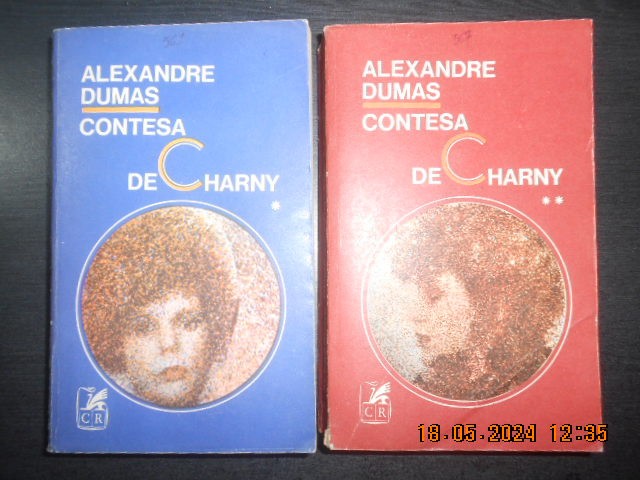 ALEXANDRE
DUMAS
CONTESA
DE CHARNY
*
CR
ALEXANDRE
DUMAS
CONTESA
DE CHARNY
**
CR
18.05.2024 12:35